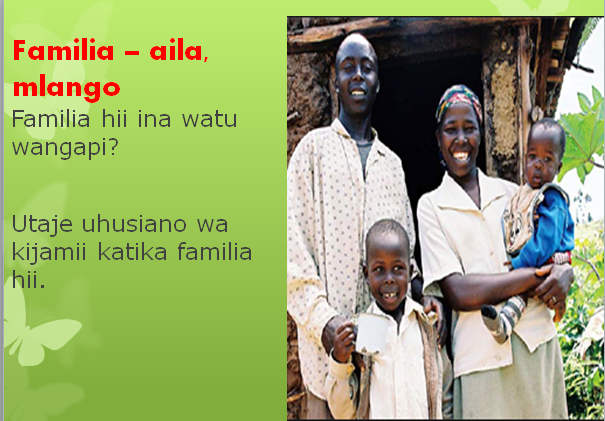 Familia – aila,
mlango
Familia hii ina watu
wangapi?
Utaje uhusiano wa
kijamii katika familia
hii.